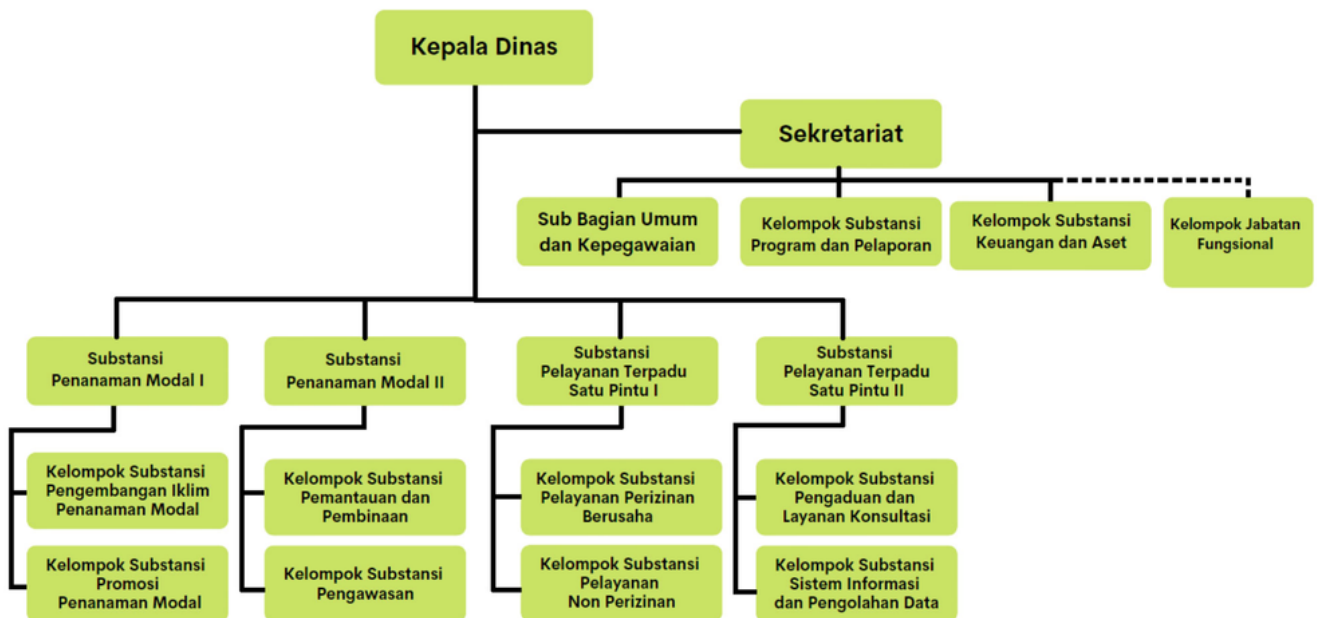 Kepala Dinas
Sekretariat
Sub Bagian Umum
dan Kepegawaian
Kelompok Substansi
Program dan Pelaporan
Kelompok Substansi
Keuangan dan Aset
Kelompok Jabatan
Fungsional
Substansi
Penanaman Modal I
Substansi
Penanaman Modal II
Substansi
Pelayanan Terpadu
Satu Pintu I
Substansi
Pelayanan Terpadu
Satu Pintu II
Kelompok Substansi
Pengembangan Iklim
Penanaman Modal
Kelompok Substansi
Pemantauan dan
Pembinaan
Kelompok Substansi
Pelayanan Perizinan
Berusaha
Kelompok Substansi
Pengaduan dan
Layanan Konsultasi
Kelompok Substansi
Promosi
Penanaman Modal
Kelompok Substansi
Pengawasan
Kelompok Substansi
Pelayanan
Non Perizinan
Kelompok Substansi
Sistem Informasi
dan Pengolahan Data